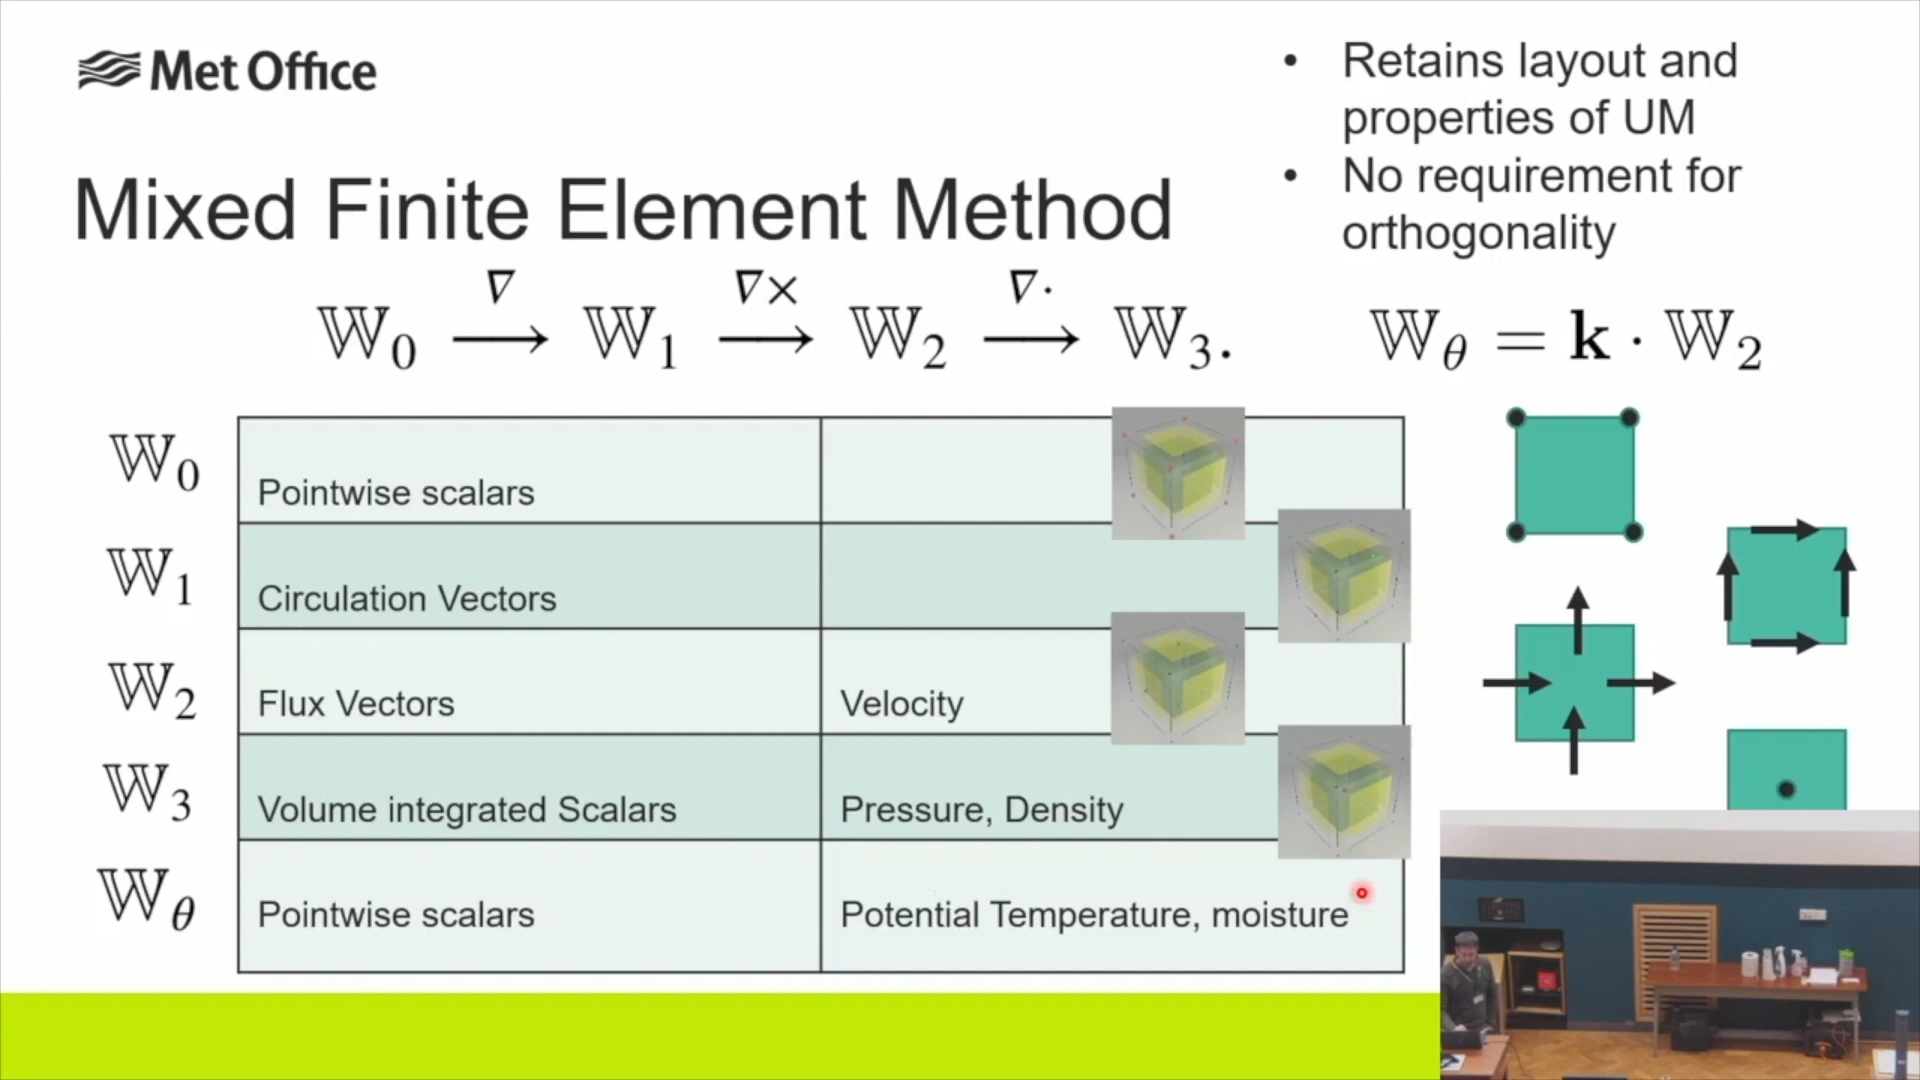 Met Office
• Retains layout and
properties of UM
• No requirement for
orthogonality
Mixed Finite Element Method
∇ ∇× ∇·
𝕎₀ ⟶ 𝕎₁ ⟶ 𝕎₂ ⟶ 𝕎₃.
𝕎_θ = 𝐤 · 𝕎₂
𝕎₀ Pointwise scalars
𝕎₁ Circulation Vectors
𝕎₂ Flux Vectors Velocity
𝕎₃ Volume integrated Scalars Pressure, Density
𝕎_θ Pointwise scalars Potential Temperature, moisture